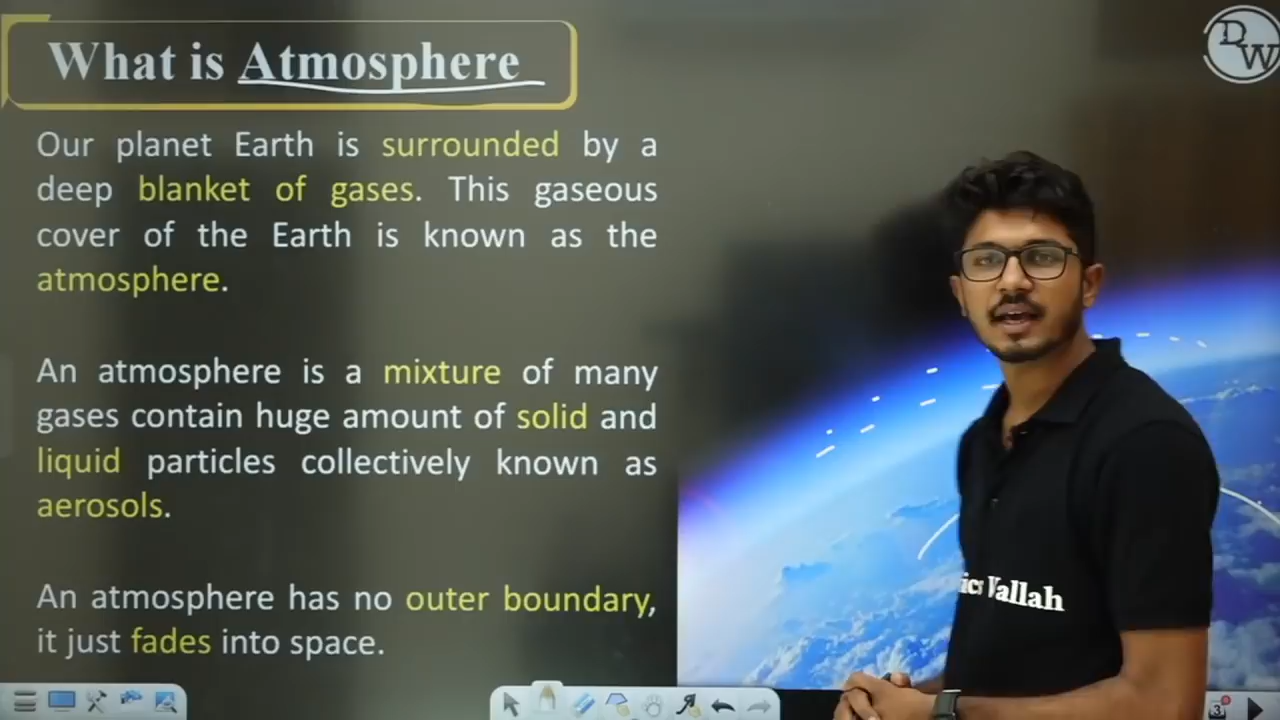 What is Atmosphere
Our planet Earth is surrounded by a
deep blanket of gases. This gaseous
cover of the Earth is known as the
atmosphere.
An atmosphere is a mixture of many
gases contain huge amount of solid and
liquid particles collectively known as
aerosols.
An atmosphere has no outer boundary,
it just fades into space.
ics Wallah